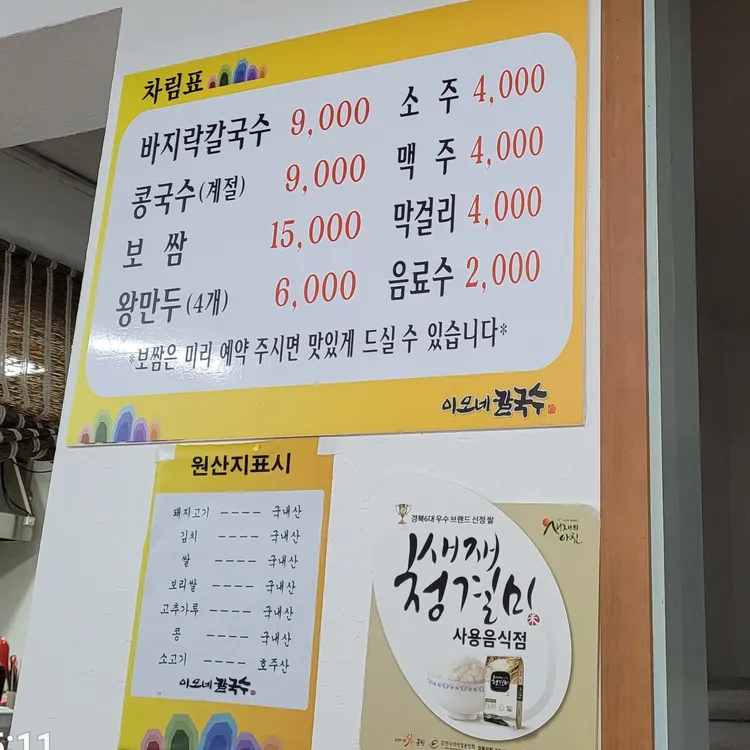 차림표
바지락칼국수 9,000
콩국수(계절) 9,000
보 쌈 15,000
왕만두(4개) 6,000
소 주 4,000
맥 주 4,000
막걸리 4,000
음료수 2,000
*보쌈은 미리 예약 주시면 맛있게 드실 수 있습니다*
이모네 칼국수
원산지표시
돼지고기 ---- 국내산
김치 ---- 국내산
쌀 ---- 국내산
보리쌀 ---- 국내산
고추가루 ---- 국내산
콩 ---- 국내산
소고기 ---- 호주산
이모네 칼국수
경북6대 우수 브랜드 선정 쌀
새재의
아침
새재
청결미
사용음식점
5:11